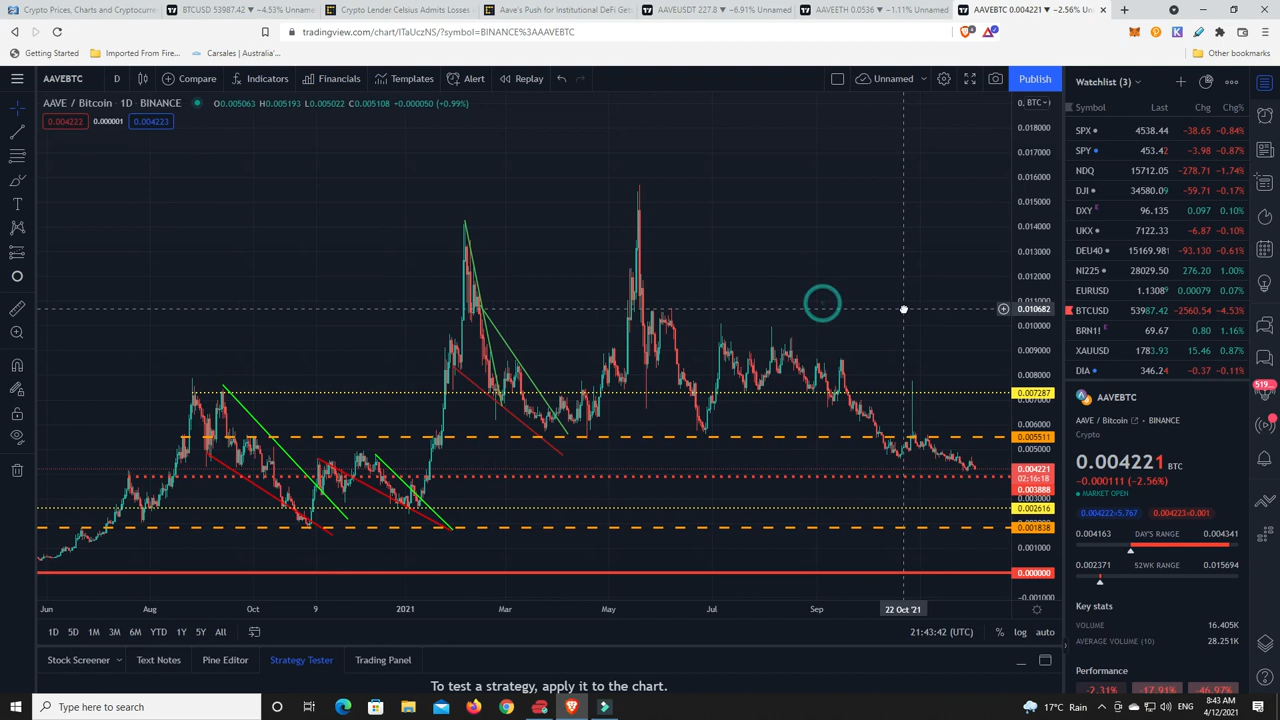 Crypto Prices, Charts and Cryptocurr
BTCUSD 53987.42 ▼ −4.53% Unnamed
Crypto Lender Celsius Admits Losses
Aave's Push for Institutional DeFi Get
AAVEUSDT 227.8 ▼ −6.91% Unnamed
AAVEETH 0.0536 ▼ −1.11% Unnamed
AAVEBTC 0.004221 ▼ −2.56% Un
tradingview.com/chart/ITaUczNS/?symbol=BINANCE%3AAAVEBTC
Getting Started
Imported From Fire...
Carsales | Australia'...
Other bookmarks
AAVEBTC D Compare Indicators Financials Templates Alert Replay Unnamed Publish
AAVE / Bitcoin · 1D · BINANCE O0.005063 H0.005193 L0.005022 C0.005108 +0.000050 (+0.99%)
0.004222 0.000001 0.004223
BTC
0.018000
0.017000
0.016000
0.015000
0.014000
0.013000
0.012000
0.010682
0.010000
0.009000
0.008000
0.007287
0.006000
0.005511
0.005000
0.004221
02:16:18
0.003888
0.003000
0.002616
0.001838
0.001000
0.000000
−0.001000
Jun Aug Oct 9 2021 Mar May Jul Sep 22 Oct '21
1D 5D 1M 3M 6M YTD 1Y 5Y All
21:43:42 (UTC) % log auto
Stock Screener Text Notes Pine Editor Strategy Tester Trading Panel
To test a strategy, apply it to the chart.
Watchlist (3)
Symbol Last Chg Chg%
SPX 4538.44 −38.65 −0.84%
SPY 453.42 −3.98 −0.87%
NDQ 15712.05 −278.71 −1.74%
DJI 34580.09 −59.71 −0.17%
DXY E 96.135 0.097 0.10%
UKX 7122.33 −6.87 −0.10%
DEU40 15169.981 −93.130 −0.61%
NI225 28029.50 276.20 1.00%
EURUSD 1.13089 0.00079 0.07%
BTCUSD 53987.42 −2560.54 −4.53%
BRN1! E 69.67 0.80 1.16%
XAUUSD 1783.93 15.46 0.87%
DIA 346.24 −0.37 −0.11%
519
AAVEBTC
AAVE / Bitcoin · BINANCE
Crypto
0.004221 BTC
−0.000111 (−2.56%)
MARKET OPEN
0.004222×5.767 0.004223×0.001
0.004163 DAY'S RANGE 0.004341
0.002371 52WK RANGE 0.015694
Key stats
VOLUME 16.405K
AVERAGE VOLUME (10) 28.251K
Performance
−2.31% −17.91% −46.97%
Type here to search
17°C Rain
8:43 AM
4/12/2021